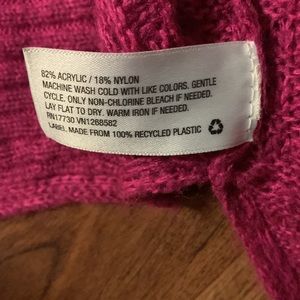 82% ACRYLIC / 18% NYLON
MACHINE WASH COLD WITH LIKE COLORS. GENTLE
CYCLE. ONLY NON-CHLORINE BLEACH IF NEEDED.
LAY FLAT TO DRY. WARM IRON IF NEEDED.
RN17730 VN1268582
LABEL MADE FROM 100% RECYCLED PLASTIC